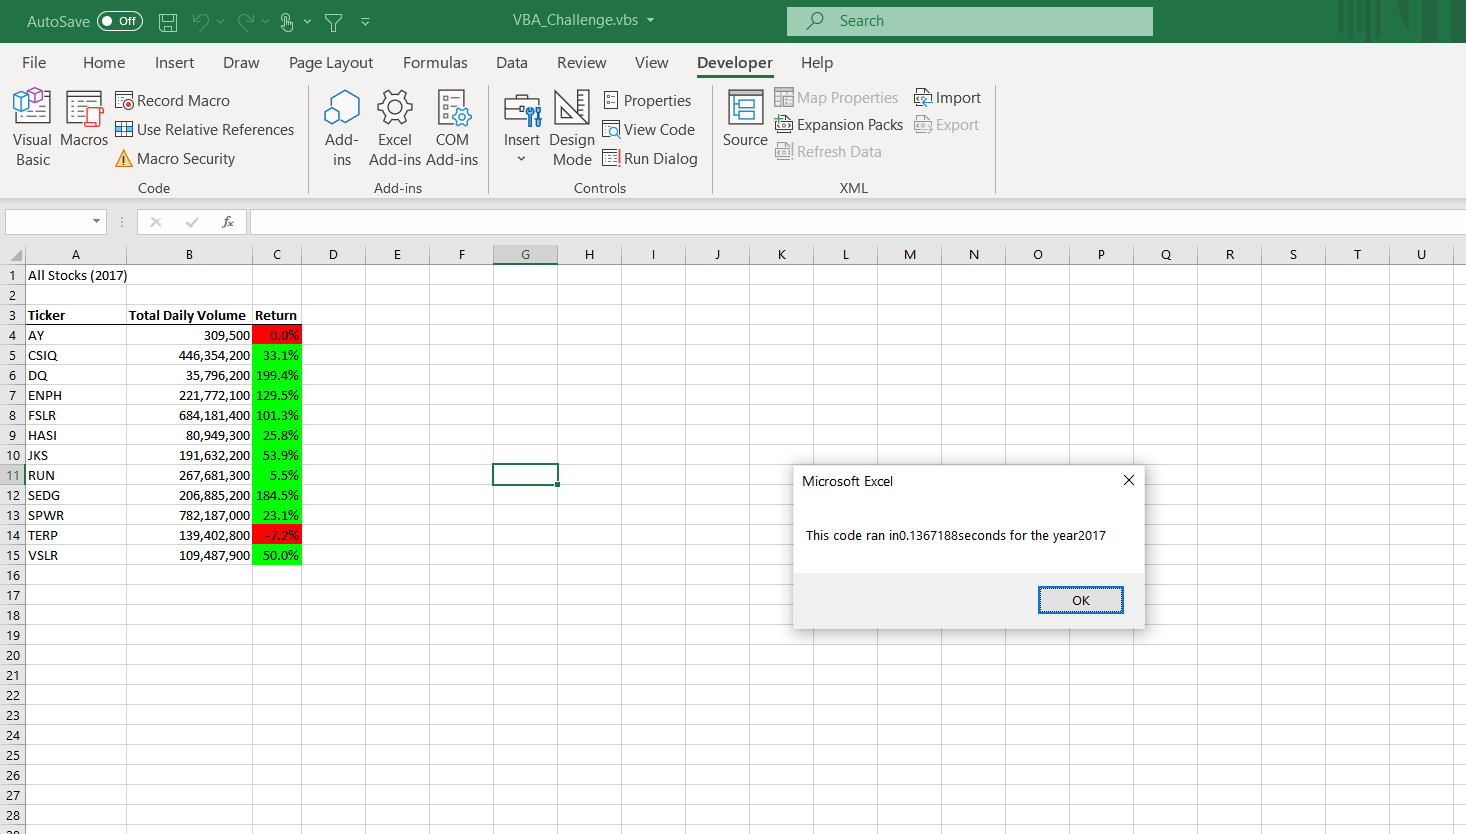 AutoSave Off VBA_Challenge.vbs Search
File Home Insert Draw Page Layout Formulas Data Review View Developer Help
Visual Basic
Macros
Record Macro
Use Relative References
Macro Security
Code
Add-ins
Excel Add-ins
COM Add-ins
Add-ins
Insert
Design Mode
Properties
View Code
Run Dialog
Controls
Source
Map Properties
Expansion Packs
Refresh Data
Import
Export
XML
fx
A B C D E F G H I J K L M N O P Q R S T U
1 All Stocks (2017)
2
3 Ticker Total Daily Volume Return
4 AY 309,500 0.0%
5 CSIQ 446,354,200 33.1%
6 DQ 35,796,200 199.4%
7 ENPH 221,772,100 129.5%
8 FSLR 684,181,400 101.3%
9 HASI 80,949,300 25.8%
10 JKS 191,632,200 53.9%
11 RUN 267,681,300 5.5%
12 SEDG 206,885,200 184.5%
13 SPWR 782,187,000 23.1%
14 TERP 139,402,800 -7.2%
15 VSLR 109,487,900 50.0%
16
17
18
19
20
21
22
23
24
25
26
27
28
Microsoft Excel
This code ran in0.1367188seconds for the year2017
OK